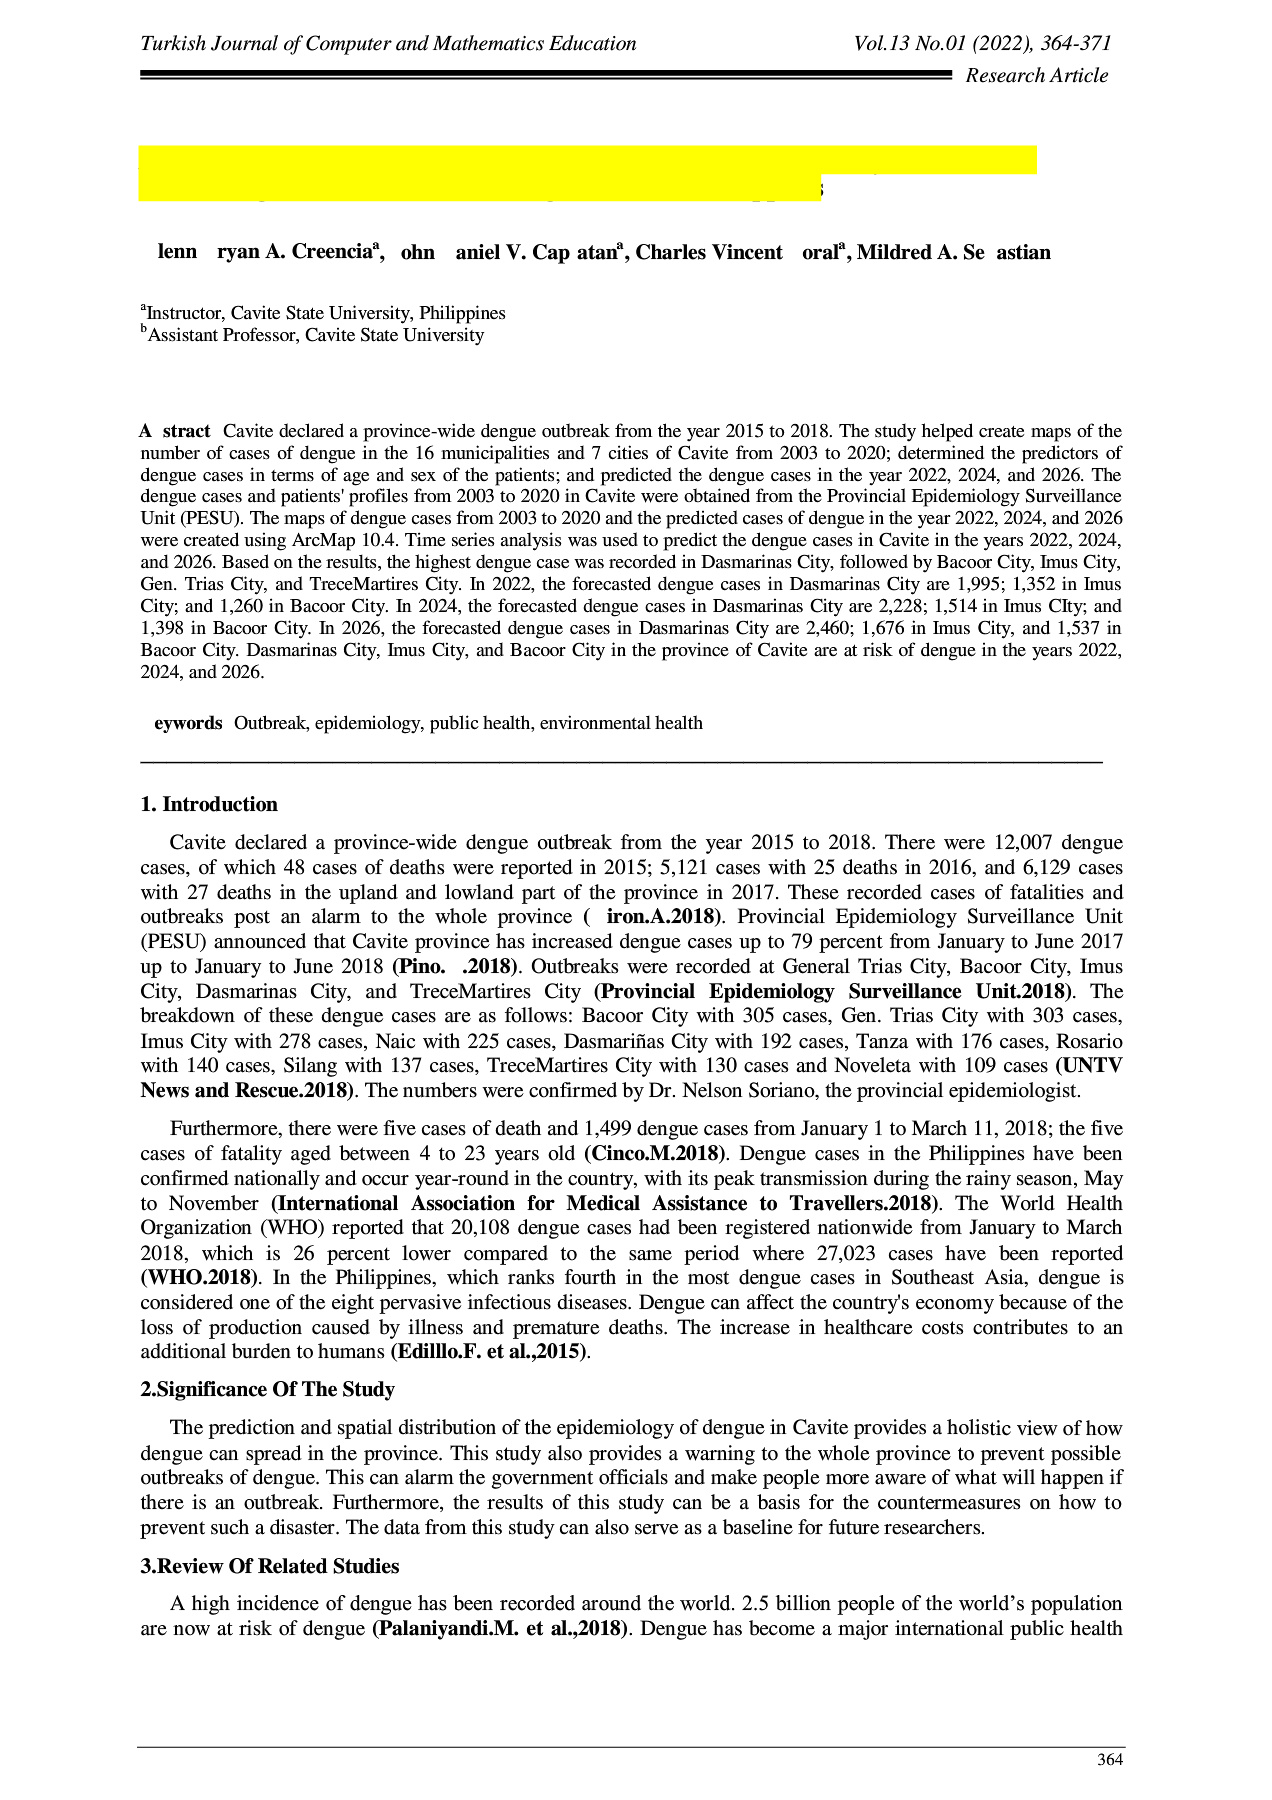 Turkish Journal of Computer and Mathematics Education Vol.13 No.01 (2022), 364-371
Research Article
s
lenn ryan A. Creenciaª, ohn aniel V. Cap atanª, Charles Vincent oralª, Mildred A. Se astian
ªInstructor, Cavite State University, Philippines
ᵇAssistant Professor, Cavite State University
A stract Cavite declared a province-wide dengue outbreak from the year 2015 to 2018. The study helped create maps of the
number of cases of dengue in the 16 municipalities and 7 cities of Cavite from 2003 to 2020; determined the predictors of
dengue cases in terms of age and sex of the patients; and predicted the dengue cases in the year 2022, 2024, and 2026. The
dengue cases and patients' profiles from 2003 to 2020 in Cavite were obtained from the Provincial Epidemiology Surveillance
Unit (PESU). The maps of dengue cases from 2003 to 2020 and the predicted cases of dengue in the year 2022, 2024, and 2026
were created using ArcMap 10.4. Time series analysis was used to predict the dengue cases in Cavite in the years 2022, 2024,
and 2026. Based on the results, the highest dengue case was recorded in Dasmarinas City, followed by Bacoor City, Imus City,
Gen. Trias City, and TreceMartires City. In 2022, the forecasted dengue cases in Dasmarinas City are 1,995; 1,352 in Imus
City; and 1,260 in Bacoor City. In 2024, the forecasted dengue cases in Dasmarinas City are 2,228; 1,514 in Imus CIty; and
1,398 in Bacoor City. In 2026, the forecasted dengue cases in Dasmarinas City are 2,460; 1,676 in Imus City, and 1,537 in
Bacoor City. Dasmarinas City, Imus City, and Bacoor City in the province of Cavite are at risk of dengue in the years 2022,
2024, and 2026.
eywords Outbreak, epidemiology, public health, environmental health
1. Introduction
Cavite declared a province-wide dengue outbreak from the year 2015 to 2018. There were 12,007 dengue
cases, of which 48 cases of deaths were reported in 2015; 5,121 cases with 25 deaths in 2016, and 6,129 cases
with 27 deaths in the upland and lowland part of the province in 2017. These recorded cases of fatalities and
outbreaks post an alarm to the whole province ( iron.A.2018). Provincial Epidemiology Surveillance Unit
(PESU) announced that Cavite province has increased dengue cases up to 79 percent from January to June 2017
up to January to June 2018 (Pino. .2018). Outbreaks were recorded at General Trias City, Bacoor City, Imus
City, Dasmarinas City, and TreceMartires City (Provincial Epidemiology Surveillance Unit.2018). The
breakdown of these dengue cases are as follows: Bacoor City with 305 cases, Gen. Trias City with 303 cases,
Imus City with 278 cases, Naic with 225 cases, Dasmariñas City with 192 cases, Tanza with 176 cases, Rosario
with 140 cases, Silang with 137 cases, TreceMartires City with 130 cases and Noveleta with 109 cases (UNTV
News and Rescue.2018). The numbers were confirmed by Dr. Nelson Soriano, the provincial epidemiologist.
Furthermore, there were five cases of death and 1,499 dengue cases from January 1 to March 11, 2018; the five
cases of fatality aged between 4 to 23 years old (Cinco.M.2018). Dengue cases in the Philippines have been
confirmed nationally and occur year-round in the country, with its peak transmission during the rainy season, May
to November (International Association for Medical Assistance to Travellers.2018). The World Health
Organization (WHO) reported that 20,108 dengue cases had been registered nationwide from January to March
2018, which is 26 percent lower compared to the same period where 27,023 cases have been reported
(WHO.2018). In the Philippines, which ranks fourth in the most dengue cases in Southeast Asia, dengue is
considered one of the eight pervasive infectious diseases. Dengue can affect the country's economy because of the
loss of production caused by illness and premature deaths. The increase in healthcare costs contributes to an
additional burden to humans (Edilllo.F. et al.,2015).
2.Significance Of The Study
The prediction and spatial distribution of the epidemiology of dengue in Cavite provides a holistic view of how
dengue can spread in the province. This study also provides a warning to the whole province to prevent possible
outbreaks of dengue. This can alarm the government officials and make people more aware of what will happen if
there is an outbreak. Furthermore, the results of this study can be a basis for the countermeasures on how to
prevent such a disaster. The data from this study can also serve as a baseline for future researchers.
3.Review Of Related Studies
A high incidence of dengue has been recorded around the world. 2.5 billion people of the world’s population
are now at risk of dengue (Palaniyandi.M. et al.,2018). Dengue has become a major international public health
364